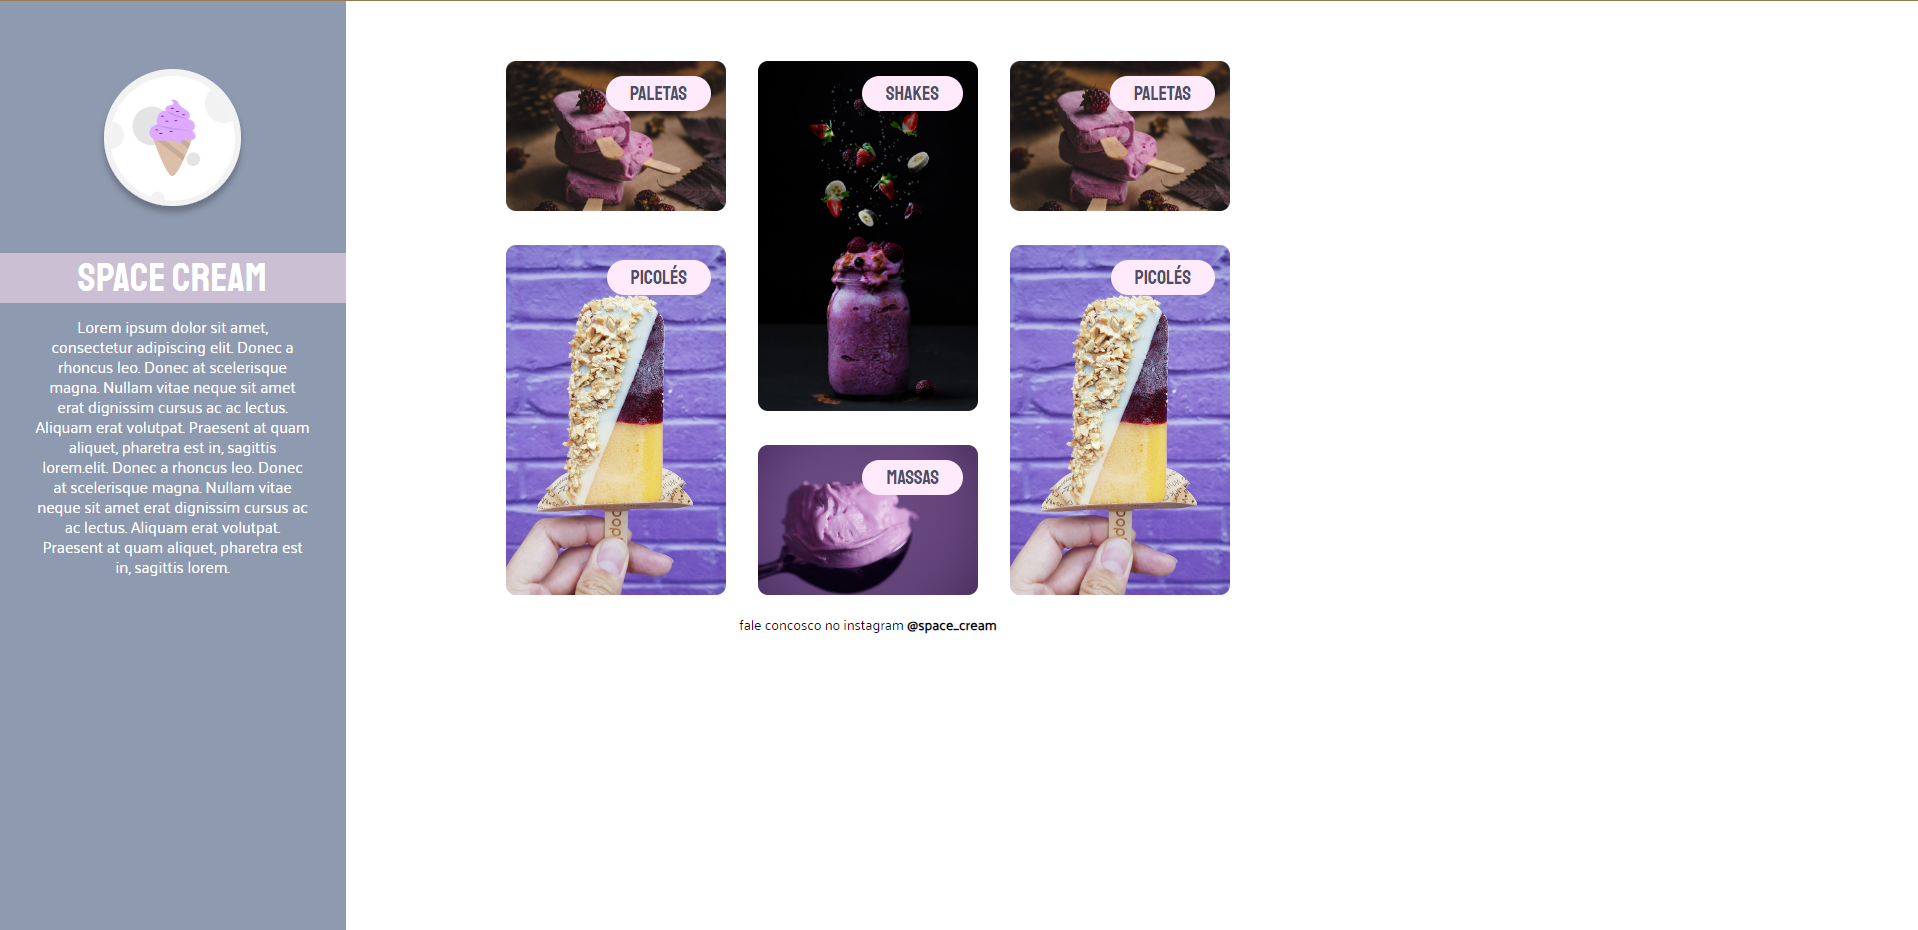 SPACE CREAM
Lorem ipsum dolor sit amet,
consectetur adipiscing elit. Donec a
rhoncus leo. Donec at scelerisque
magna. Nullam vitae neque sit amet
erat dignissim cursus ac ac lectus.
Aliquam erat volutpat. Praesent at quam
aliquet, pharetra est in, sagittis
lorem.elit. Donec a rhoncus leo. Donec
at scelerisque magna. Nullam vitae
neque sit amet erat dignissim cursus ac
ac lectus. Aliquam erat volutpat.
Praesent at quam aliquet, pharetra est
in, sagittis lorem.
PALETAS
PICOLÉS
SHAKES
MASSAS
PALETAS
PICOLÉS
fale concosco no instagram @space_cream